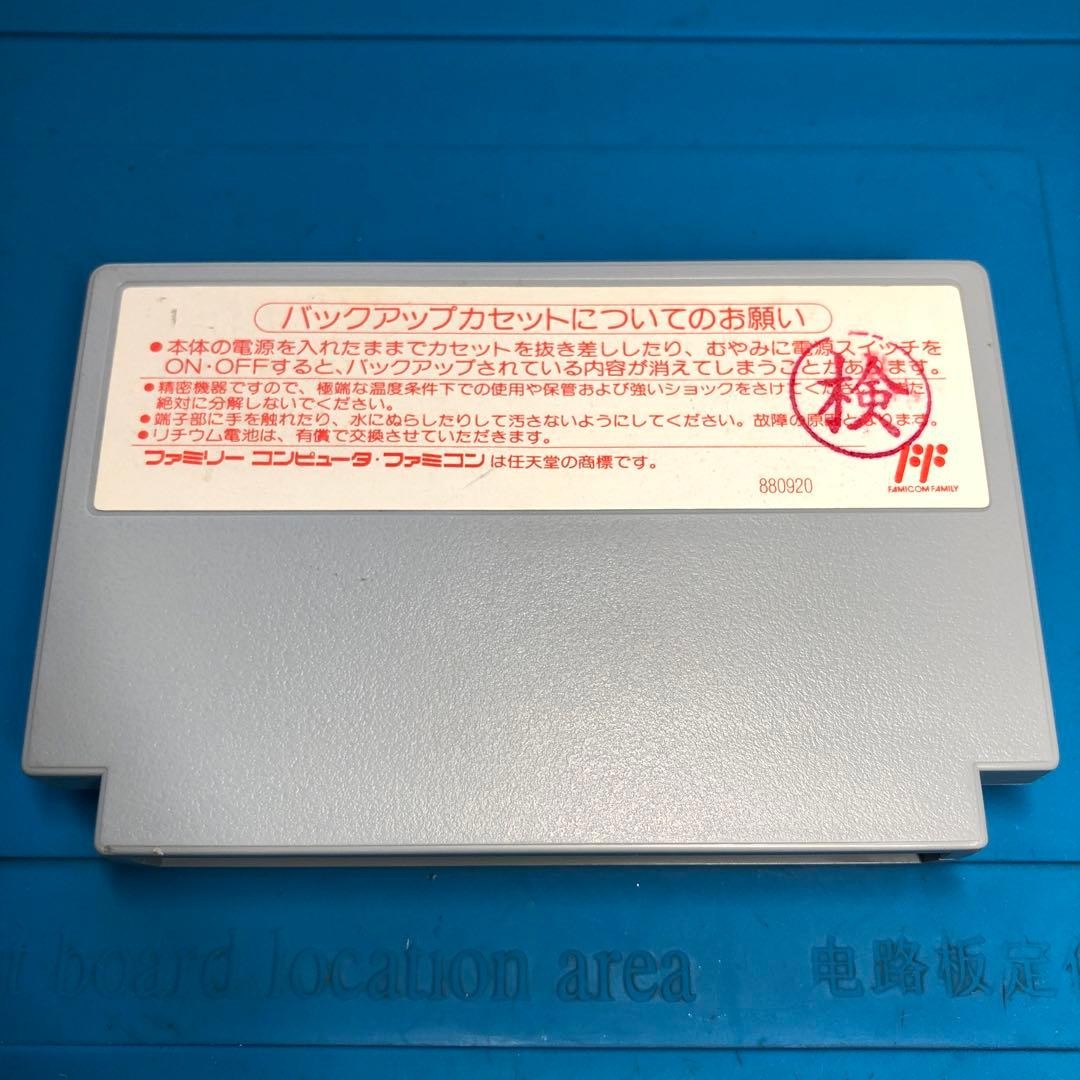 1
バックアップカセットについてのお願い
●本体の電源を入れたままでカセットを抜き差ししたり、むやみに電源スイッチを
ON・OFFすると、バックアップされている内容が消えてしまうことがあります。
●精密機器ですので、極端な温度条件下での使用や保管および強いショックをさけてください。
絶対に分解しないでください。
●端子部に手を触れたり、水にぬらしたりして汚さないようにしてください。故障の原因となります。
●リチウム電池は、有償で交換させていただきます。
ファミリー コンピュータ・ファミコン は任天堂の商標です。
検
880920
FAMICOM FAMILY
board location area
电路板定